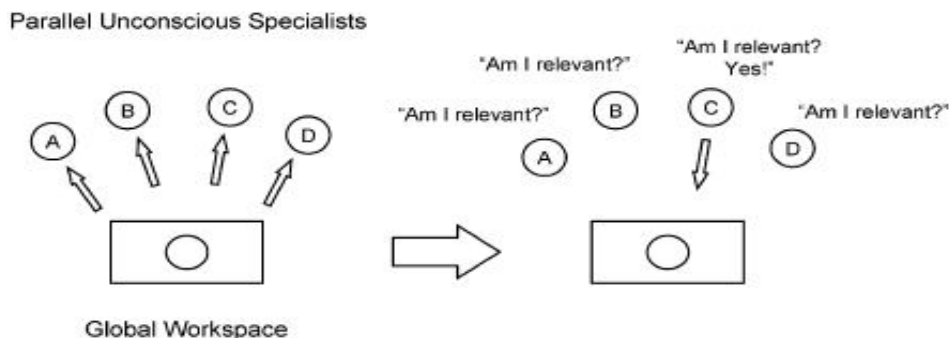 Parallel Unconscious Specialists
A
B
C
D
Global Workspace
"Am I relevant?"
A
"Am I relevant?"
B
"Am I relevant?
Yes!"
C
"Am I relevant?"
D